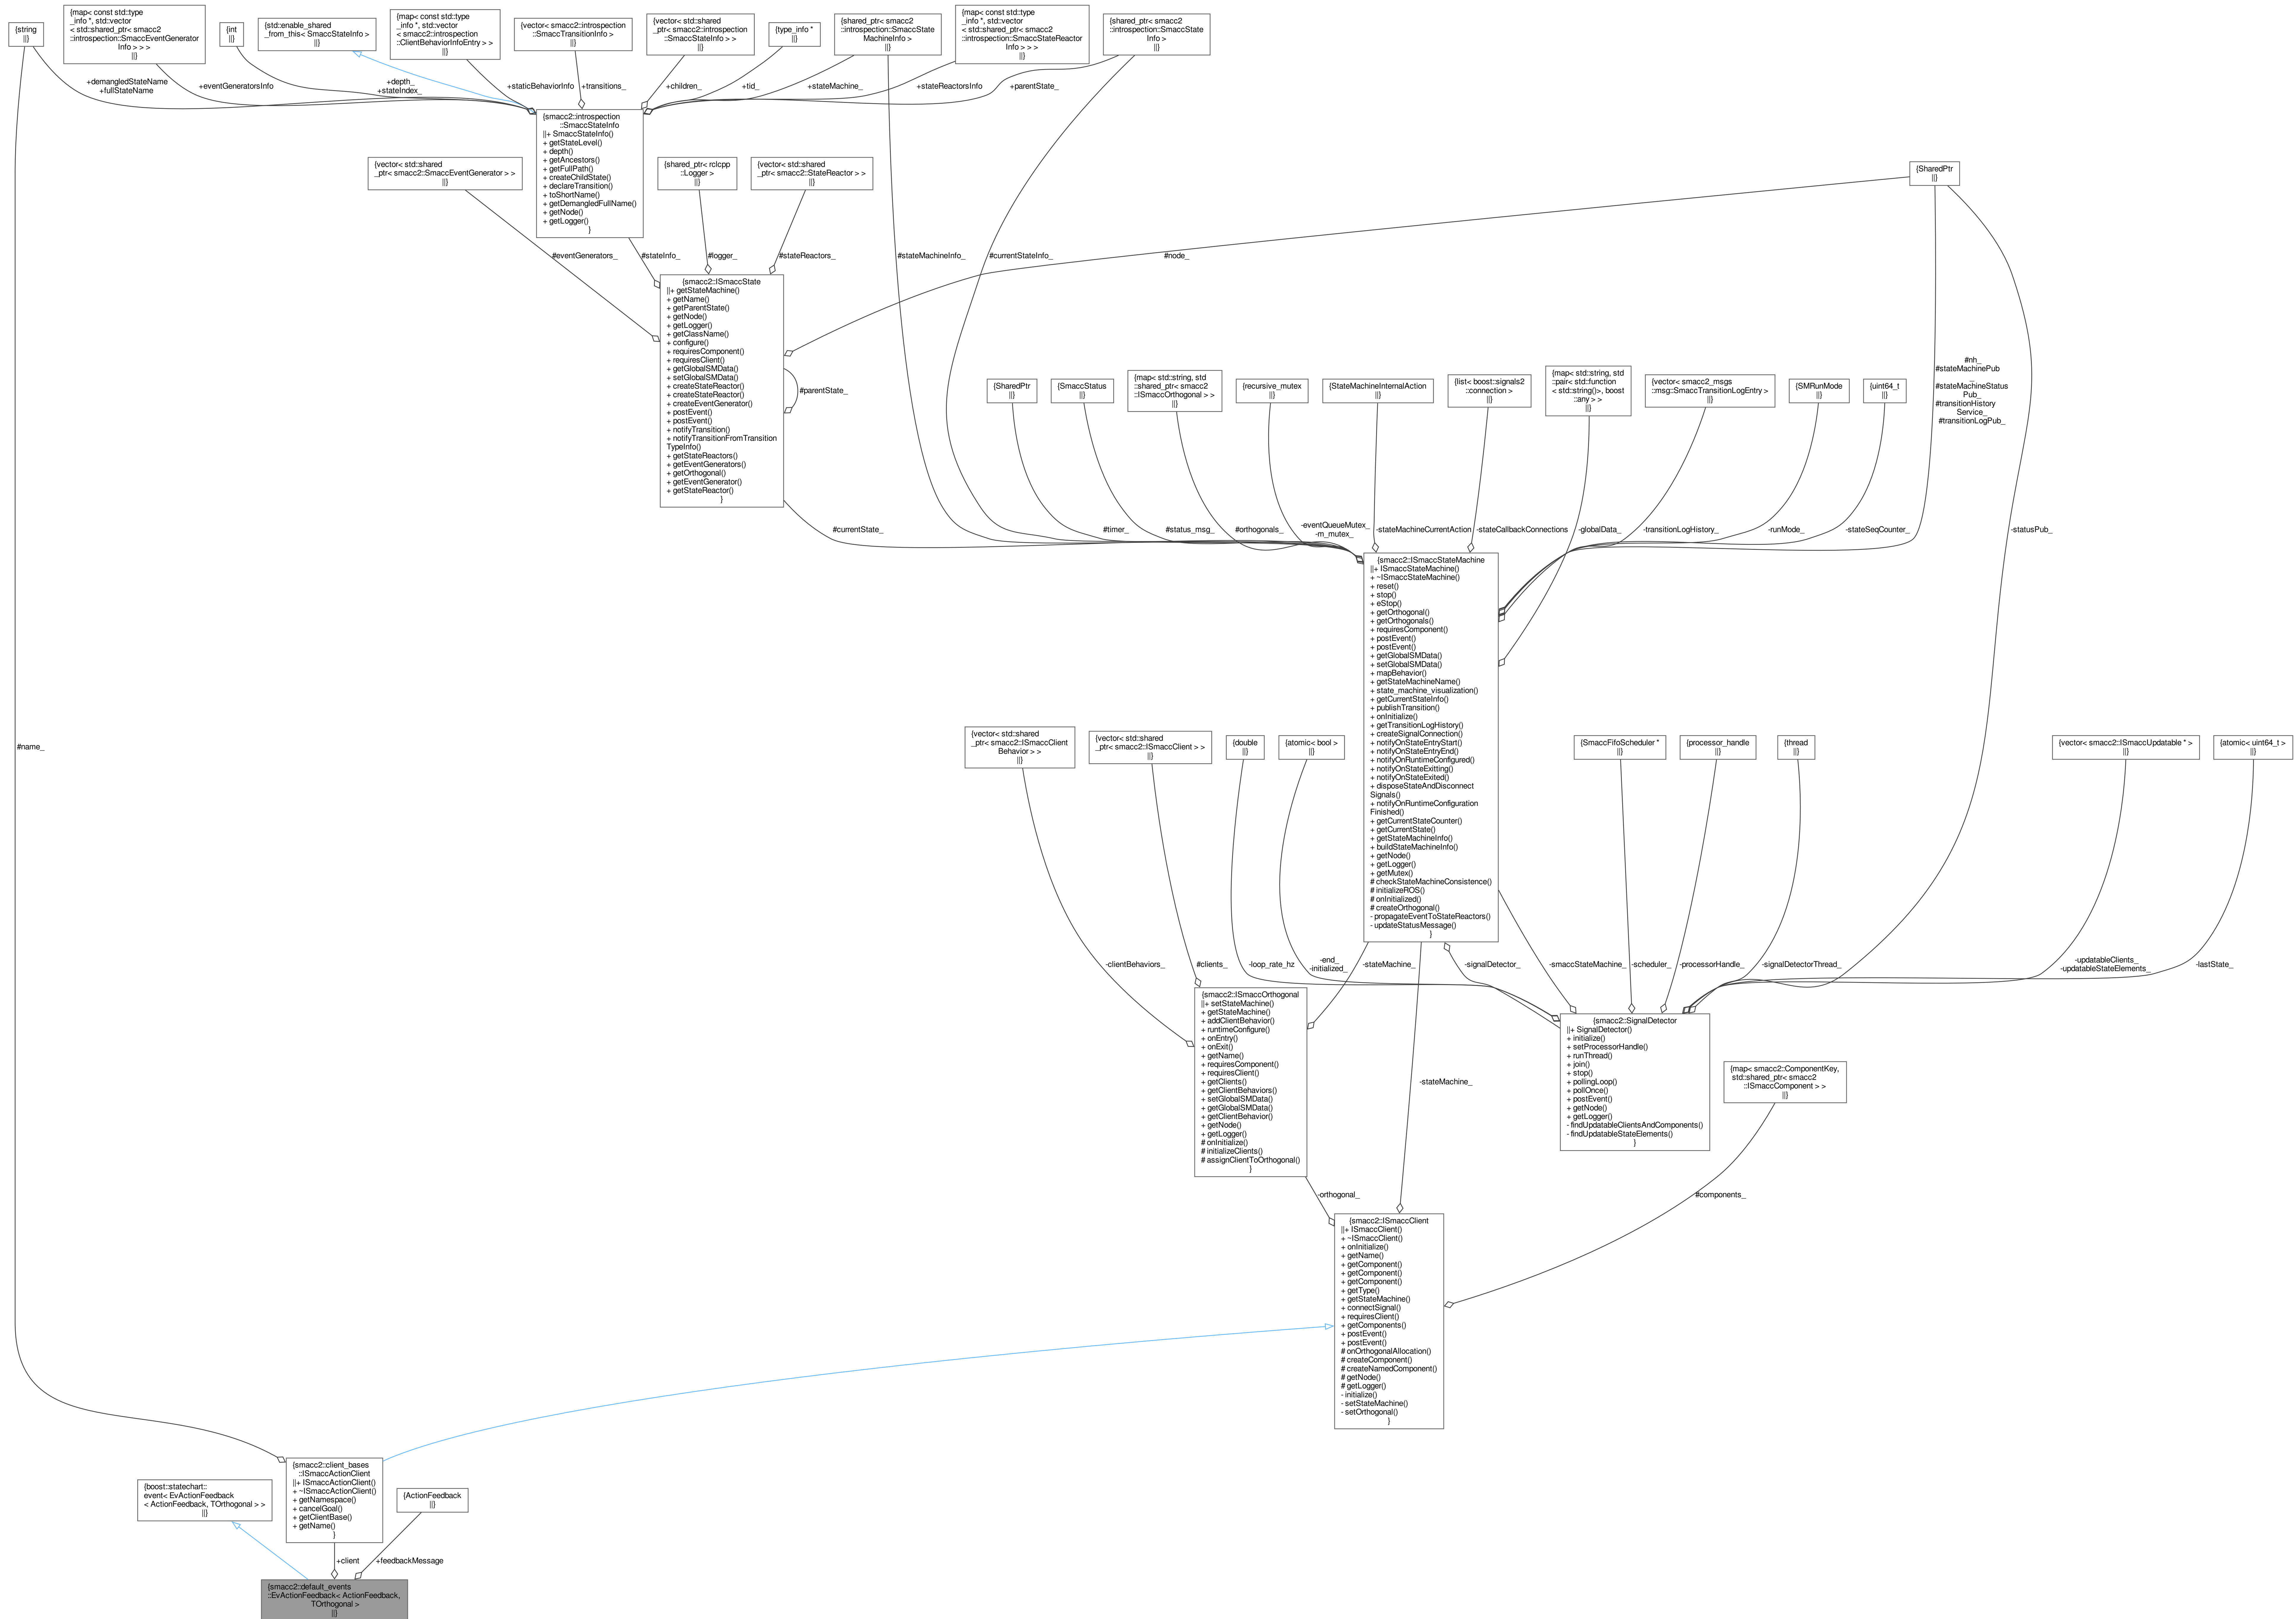 {string
||}
{map< const std::type
_info *, std::vector
< std::shared_ptr< smacc2
::introspection::SmaccEventGenerator
Info > > >
||}
{int
||}
{std::enable_shared
_from_this< SmaccStateInfo >
||}
{map< const std::type
_info *, std::vector
< smacc2::introspection
::ClientBehaviorInfoEntry > >
||}
{vector< smacc2::introspection
::SmaccTransitionInfo >
||}
{vector< std::shared
_ptr< smacc2::introspection
::SmaccStateInfo > >
||}
{type_info *
||}
{shared_ptr< smacc2
::introspection::SmaccState
MachineInfo >
||}
{map< const std::type
_info *, std::vector
< std::shared_ptr< smacc2
::introspection::SmaccStateReactor
Info > > >
||}
{shared_ptr< smacc2
::introspection::SmaccState
Info >
||}
+demangledStateName
+fullStateName
+eventGeneratorsInfo
+depth_
+stateIndex_
+staticBehaviorInfo
+transitions_
+children_
+tid_
+stateMachine_
+stateReactorsInfo
+parentState_
{smacc2::introspection
::SmaccStateInfo
||+ SmaccStateInfo()
+ getStateLevel()
+ depth()
+ getAncestors()
+ getFullPath()
+ createChildState()
+ declareTransition()
+ toShortName()
+ getDemangledFullName()
+ getNode()
+ getLogger()
}
{vector< std::shared
_ptr< smacc2::SmaccEventGenerator > >
||}
{shared_ptr< rclcpp
::Logger >
||}
{vector< std::shared
_ptr< smacc2::StateReactor > >
||}
{SharedPtr
||}
#eventGenerators_
#stateInfo_
#logger_
#stateReactors_
#stateMachineInfo_
#currentStateInfo_
#node_
{smacc2::ISmaccState
||+ getStateMachine()
+ getName()
+ getParentState()
+ getNode()
+ getLogger()
+ getClassName()
+ configure()
+ requiresComponent()
+ requiresClient()
+ getGlobalSMData()
+ setGlobalSMData()
+ createStateReactor()
+ createStateReactor()
+ createEventGenerator()
+ postEvent()
+ postEvent()
+ notifyTransition()
+ notifyTransitionFromTransition
TypeInfo()
+ getStateReactors()
+ getEventGenerators()
+ getOrthogonal()
+ getEventGenerator()
+ getStateReactor()
}
#parentState_
{SharedPtr
||}
{SmaccStatus
||}
{map< std::string, std
::shared_ptr< smacc2
::ISmaccOrthogonal > >
||}
{recursive_mutex
||}
{StateMachineInternalAction
||}
{list< boost::signals2
::connection >
||}
{map< std::string, std
::pair< std::function
< std::string()>, boost
::any > >
||}
{vector< smacc2_msgs
::msg::SmaccTransitionLogEntry >
||}
{SMRunMode
||}
{uint64_t
||}
#nh_
#stateMachinePub
_
#stateMachineStatus
Pub_
#transitionHistory
Service_
#transitionLogPub_
#currentState_
#timer_
#status_msg_
#orthogonals_
-eventQueueMutex_
-m_mutex_
-stateMachineCurrentAction
-stateCallbackConnections
-globalData_
-transitionLogHistory_
-runMode_
-stateSeqCounter_
-statusPub_
{smacc2::ISmaccStateMachine
||+ ISmaccStateMachine()
+ ~ISmaccStateMachine()
+ reset()
+ stop()
+ eStop()
+ getOrthogonal()
+ getOrthogonals()
+ requiresComponent()
+ postEvent()
+ postEvent()
+ getGlobalSMData()
+ setGlobalSMData()
+ mapBehavior()
+ getStateMachineName()
+ state_machine_visualization()
+ getCurrentStateInfo()
+ publishTransition()
+ onInitialize()
+ getTransitionLogHistory()
+ createSignalConnection()
+ notifyOnStateEntryStart()
+ notifyOnStateEntryEnd()
+ notifyOnRuntimeConfigured()
+ notifyOnStateExitting()
+ notifyOnStateExited()
+ disposeStateAndDisconnect
Signals()
+ notifyOnRuntimeConfiguration
Finished()
+ getCurrentStateCounter()
+ getCurrentState()
+ getStateMachineInfo()
+ buildStateMachineInfo()
+ getNode()
+ getLogger()
+ getMutex()
# checkStateMachineConsistence()
# initializeROS()
# onInitialized()
# createOrthogonal()
- propagateEventToStateReactors()
- updateStatusMessage()
}
#name_
{vector< std::shared
_ptr< smacc2::ISmaccClient
Behavior > >
||}
{vector< std::shared
_ptr< smacc2::ISmaccClient > >
||}
{double
||}
{atomic< bool >
||}
{SmaccFifoScheduler *
||}
{processor_handle
||}
{thread
||}
{vector< smacc2::ISmaccUpdatable * >
||}
{atomic< uint64_t >
||}
-clientBehaviors_
#clients_
-loop_rate_hz
-end_
-initialized_
-stateMachine_
-signalDetector_
-smaccStateMachine_
-scheduler_
-processorHandle_
-signalDetectorThread_
-updatableClients_
-updatableStateElements_
-lastState_
{smacc2::ISmaccOrthogonal
||+ setStateMachine()
+ getStateMachine()
+ addClientBehavior()
+ runtimeConfigure()
+ onEntry()
+ onExit()
+ getName()
+ requiresComponent()
+ requiresClient()
+ getClients()
+ getClientBehaviors()
+ setGlobalSMData()
+ getGlobalSMData()
+ getClientBehavior()
+ getNode()
+ getLogger()
# onInitialize()
# initializeClients()
# assignClientToOrthogonal()
}
{smacc2::SignalDetector
||+ SignalDetector()
+ initialize()
+ setProcessorHandle()
+ runThread()
+ join()
+ stop()
+ pollingLoop()
+ pollOnce()
+ postEvent()
+ getNode()
+ getLogger()
- findUpdatableClientsAndComponents()
- findUpdatableStateElements()
}
{map< smacc2::ComponentKey,
std::shared_ptr< smacc2
::ISmaccComponent > >
||}
-stateMachine_
-orthogonal_
#components_
{smacc2::ISmaccClient
||+ ISmaccClient()
+ ~ISmaccClient()
+ onInitialize()
+ getName()
+ getComponent()
+ getComponent()
+ getComponent()
+ getType()
+ getStateMachine()
+ connectSignal()
+ requiresClient()
+ getComponents()
+ postEvent()
+ postEvent()
# onOrthogonalAllocation()
# createComponent()
# createNamedComponent()
# getNode()
# getLogger()
- initialize()
- setStateMachine()
- setOrthogonal()
}
{boost::statechart::
event< EvActionFeedback
< ActionFeedback, TOrthogonal > >
||}
{smacc2::client_bases
::ISmaccActionClient
||+ ISmaccActionClient()
+ ~ISmaccActionClient()
+ getNamespace()
+ cancelGoal()
+ getClientBase()
+ getName()
}
{ActionFeedback
||}
+client
+feedbackMessage
{smacc2::default_events
::EvActionFeedback< ActionFeedback,
TOrthogonal >
||}